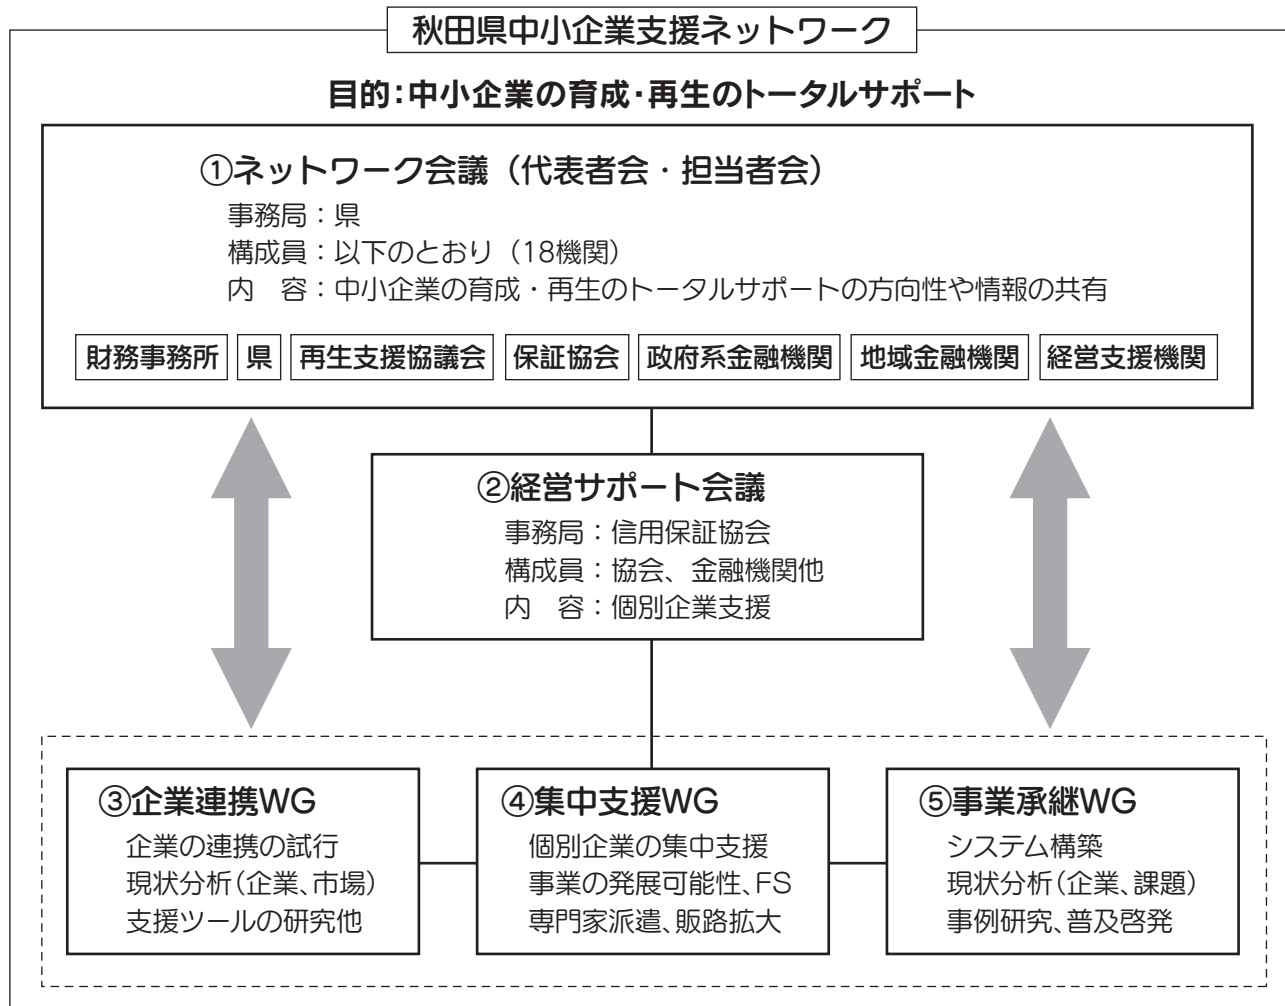 秋田県中小企業支援ネットワーク
目的：中小企業の育成・再生のトータルサポート
①ネットワーク会議（代表者会・担当者会）
事務局：県
構成員：以下のとおり（18機関）
内　容：中小企業の育成・再生のトータルサポートの方向性や情報の共有
財務事務所 県 再生支援協議会 保証協会 政府系金融機関 地域金融機関 経営支援機関
②経営サポート会議
事務局：信用保証協会
構成員：協会、金融機関他
内　容：個別企業支援
③企業連携WG
企業の連携の試行
現状分析（企業、市場）
支援ツールの研究他
④集中支援WG
個別企業の集中支援
事業の発展可能性、FS
専門家派遣、販路拡大
⑤事業承継WG
システム構築
現状分析（企業、課題）
事例研究、普及啓発